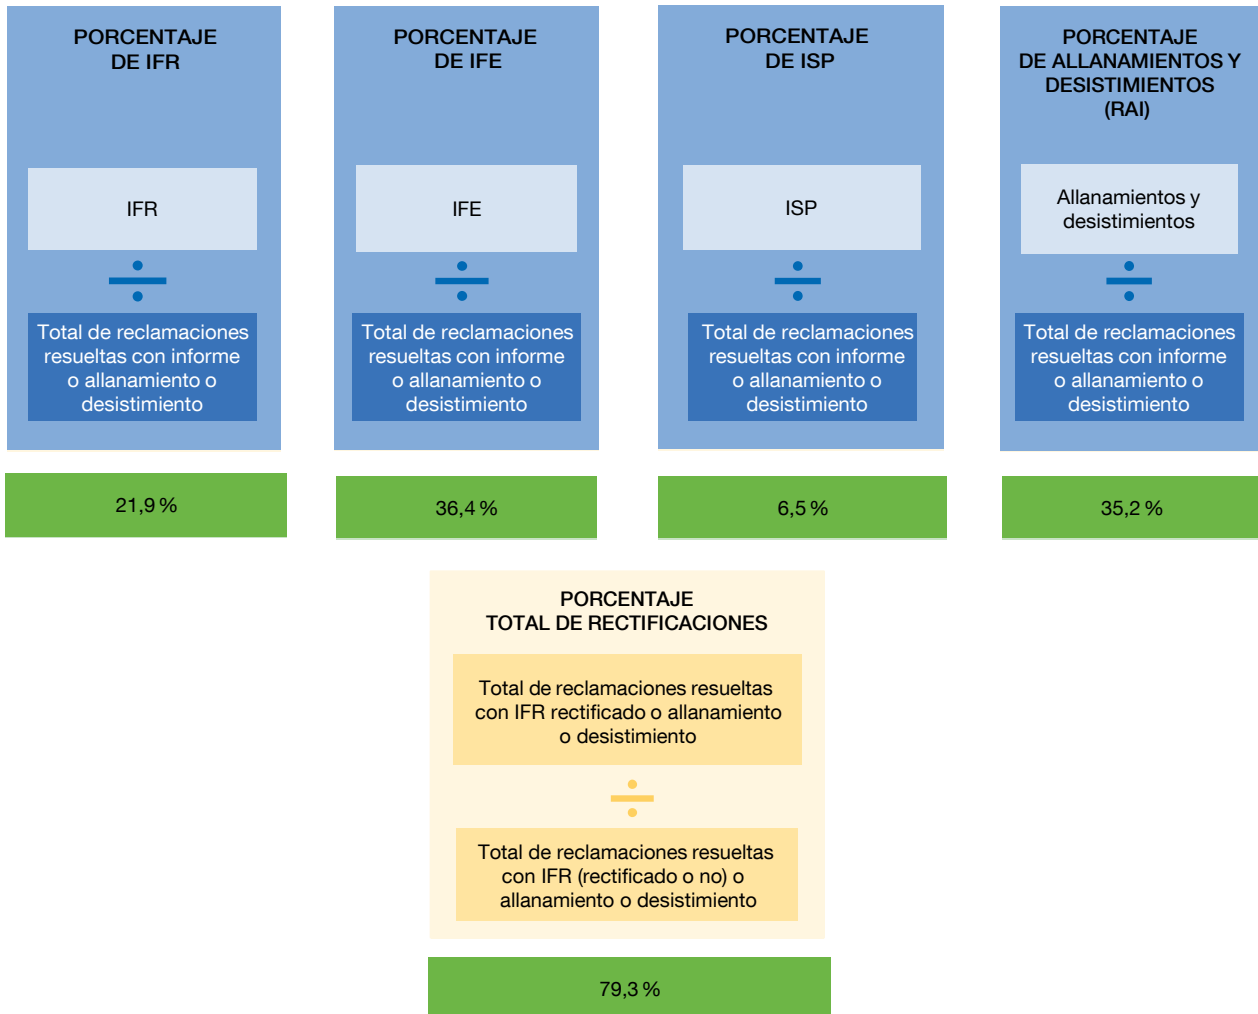 PORCENTAJE
DE IFR
IFR
Total de reclamaciones
resueltas con informe
o allanamiento o
desistimiento
21,9 %
PORCENTAJE
DE IFE
IFE
Total de reclamaciones
resueltas con informe
o allanamiento o
desistimiento
36,4 %
PORCENTAJE
DE ISP
ISP
Total de reclamaciones
resueltas con informe
o allanamiento o
desistimiento
6,5 %
PORCENTAJE
DE ALLANAMIENTOS Y
DESISTIMIENTOS
(RAI)
Allanamientos y
desistimientos
Total de reclamaciones
resueltas con informe
o allanamiento o
desistimiento
35,2 %
PORCENTAJE
TOTAL DE RECTIFICACIONES
Total de reclamaciones resueltas
con IFR rectificado o allanamiento
o desistimiento
Total de reclamaciones resueltas
con IFR (rectificado o no) o
allanamiento o desistimiento
79,3 %